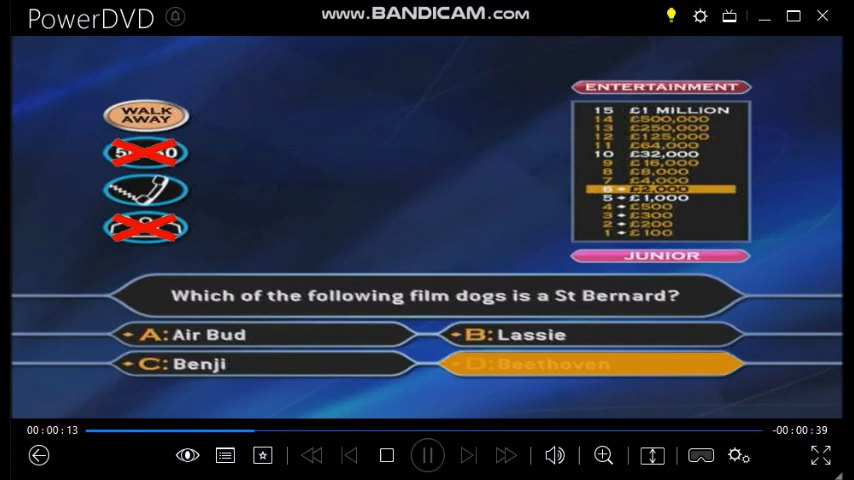 PowerDVD
www.BANDICAM.com
WALK
AWAY
ENTERTAINMENT
15 £1 MILLION
14 £500,000
13 £250,000
12 £125,000
11 £64,000
10 £32,000
9 £16,000
8 £8,000
7 £4,000
6 £2,000
5 £1,000
4 £500
3 £300
2 £200
1 £100
JUNIOR
Which of the following film dogs is a St Bernard?
A: Air Bud
B: Lassie
C: Benji
D: Beethoven
00:00:13
-00:00:39